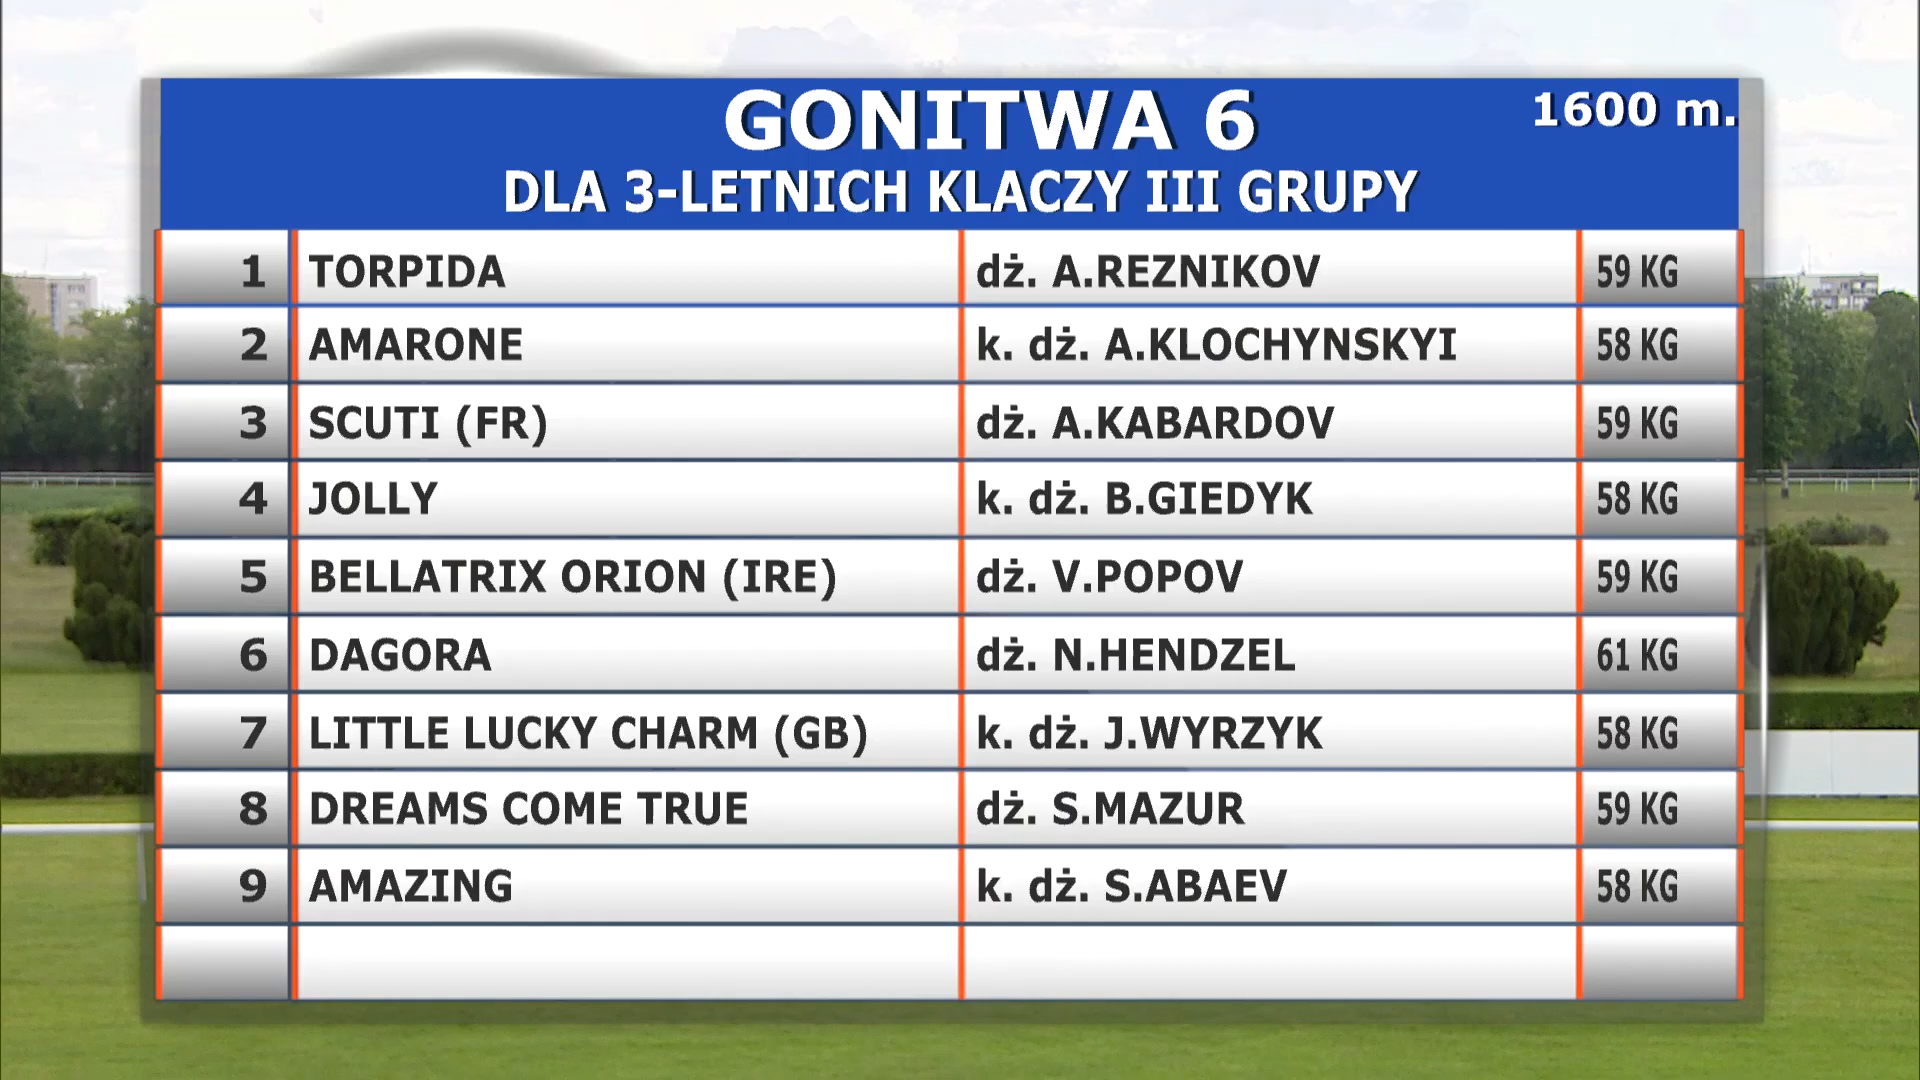 GONITWA 6
1600 m.
DLA 3-LETNICH KLACZY III GRUPY
1 TORPIDA dż. A.REZNIKOV 59 KG
2 AMARONE k. dż. A.KLOCHYNSKYI 58 KG
3 SCUTI (FR) dż. A.KABARDOV 59 KG
4 JOLLY k. dż. B.GIEDYK 58 KG
5 BELLATRIX ORION (IRE) dż. V.POPOV 59 KG
6 DAGORA dż. N.HENDZEL 61 KG
7 LITTLE LUCKY CHARM (GB) k. dż. J.WYRZYK 58 KG
8 DREAMS COME TRUE dż. S.MAZUR 59 KG
9 AMAZING k. dż. S.ABAEV 58 KG